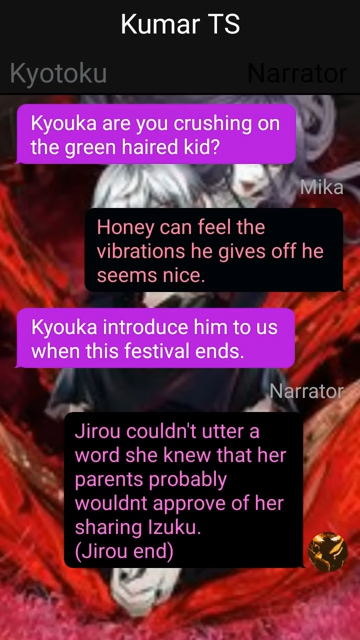 Kumar TS
Kyotoku Narrator
Kyouka are you crushing on
the green haired kid?
Mika
Honey can feel the
vibrations he gives off he
seems nice.
Kyouka introduce him to us
when this festival ends.
Narrator
Jirou couldn't utter a
word she knew that her
parents probably
wouldnt approve of her
sharing Izuku.
(Jirou end)